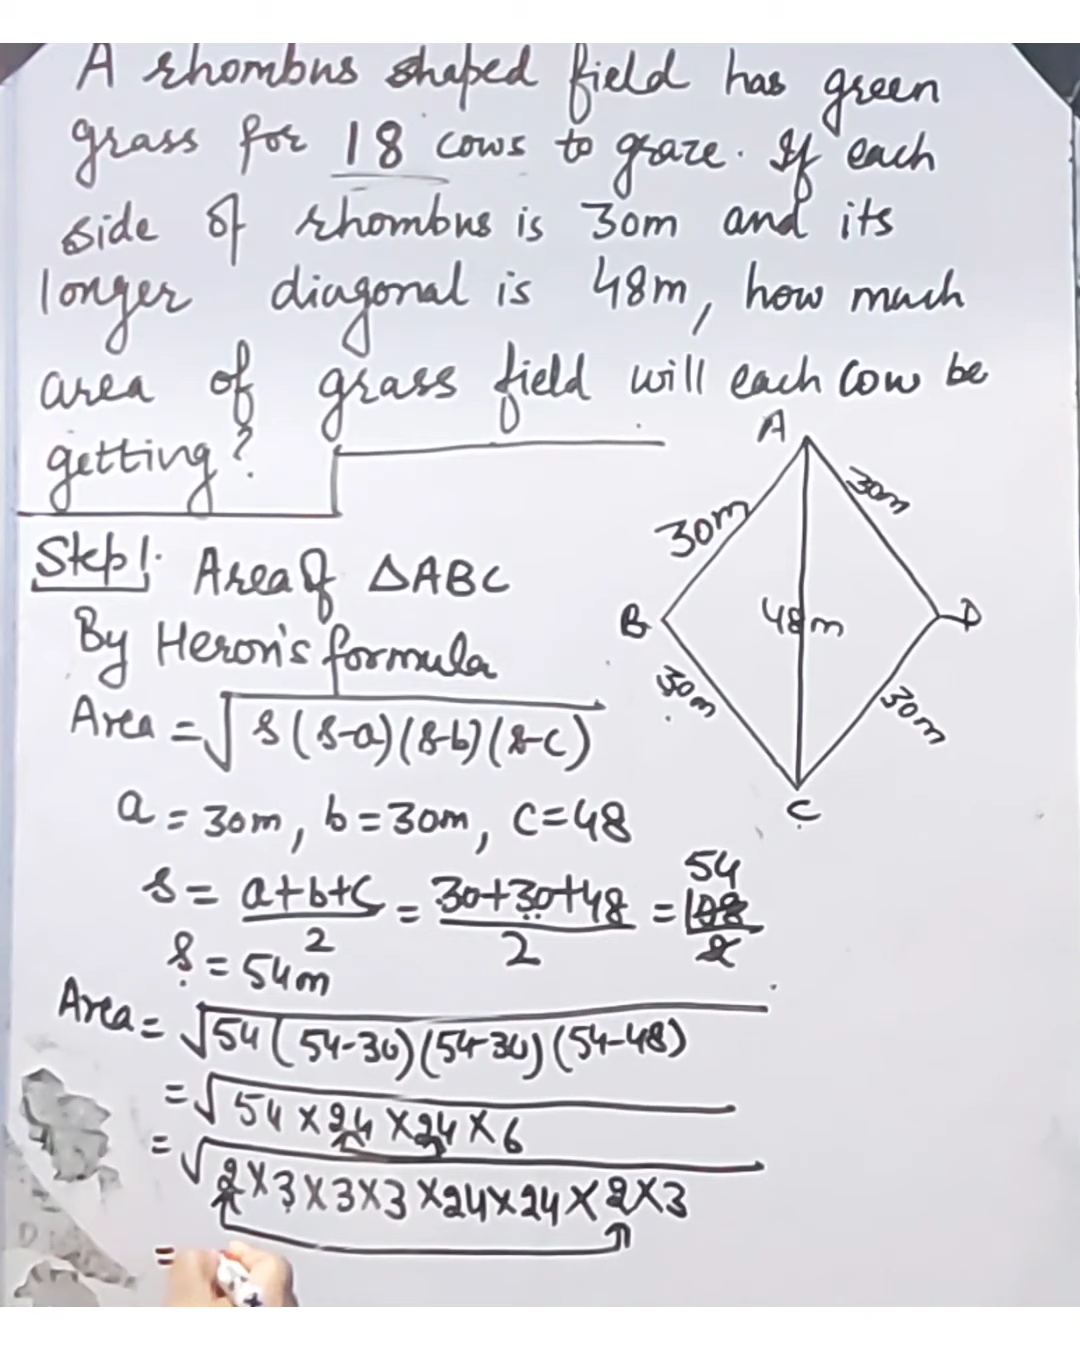 A rhombus shaped field has green
grass for 18 cows to graze. If each
side of rhombus is 30m and its
longer diagonal is 48m, how much
area of grass field will each cow be
getting?
A
30m
30m
B
48m
D
30m
30m
C
Step 1: Area of △ABC
By Heron's formula
Area = √s(s-a)(s-b)(s-c)
a = 30m, b = 30m, c = 48
s = a+b+c/2 = 30+30+48/2 = 108/2 54
s = 54m
Area = √54(54-30)(54-30)(54-48)
= √54×24×24×6
= √2×3×3×3×24×24×2×3
=